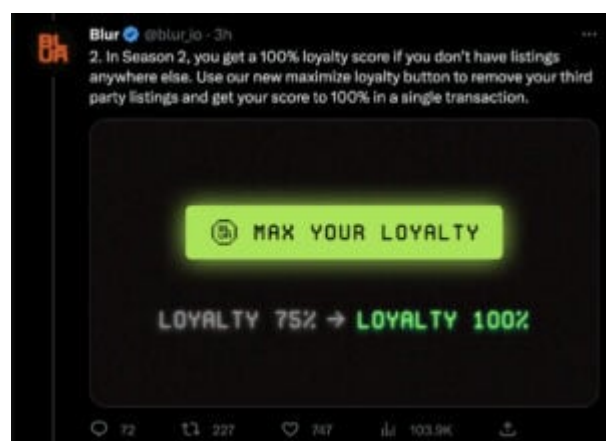 BLUR
Blur @blur_io · 3h
2. In Season 2, you get a 100% loyalty score if you don't have listings
anywhere else. Use our new maximize loyalty button to remove your third
party listings and get your score to 100% in a single transaction.
MAX YOUR LOYALTY
LOYALTY 75% → LOYALTY 100%
72 227 747 103.9K